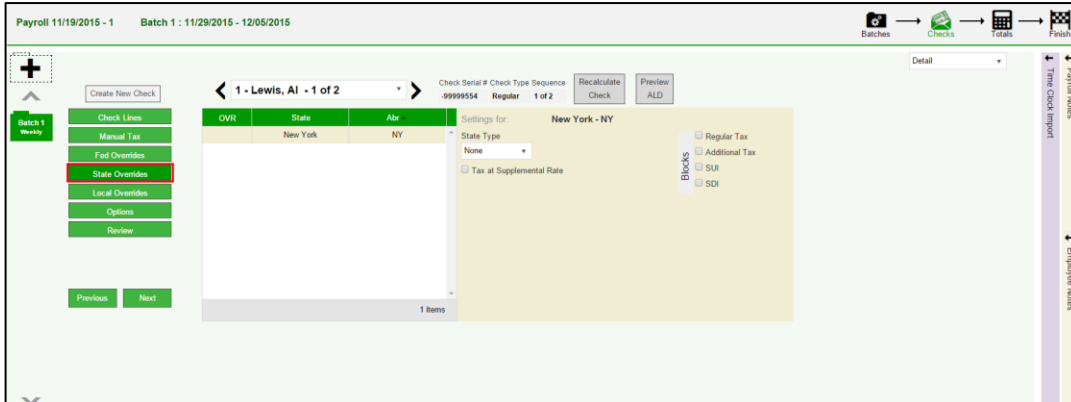 Payroll 11/19/2015 - 1 Batch 1 : 11/29/2015 - 12/05/2015
Batches Checks Totals Finish
Detail
Create New Check
1 - Lewis, Al - 1 of 2
Check Serial # Check Type Sequence
-99999554 Regular 1 of 2
Recalculate
Check
Preview
ALD
Batch 1
Weekly
Check Lines
Manual Tax
Fed Overrides
State Overrides
Local Overrides
Options
Review
Previous Next
OVR State Abr
New York NY
1 Items
Settings for: New York - NY
State Type
None
Tax at Supplemental Rate
Blocks
Regular Tax
Additional Tax
SUI
SDI
Time Clock Import
Payroll Notes
Employee Notes